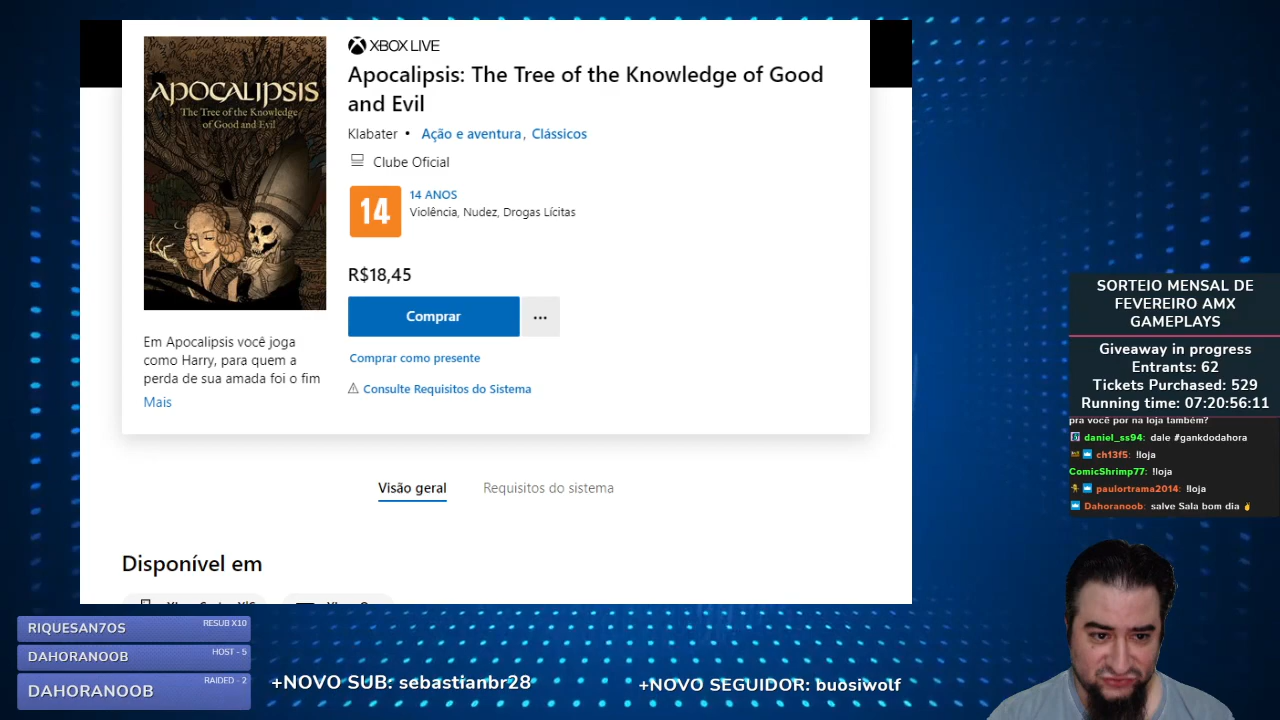 APOCALIPSIS
The Tree of the Knowledge
of Good and Evil
XBOX LIVE
Apocalipsis: The Tree of the Knowledge of Good
and Evil
Klabater • Ação e aventura, Clássicos
Clube Oficial
14
14 ANOS
Violência, Nudez, Drogas Lícitas
R$18,45
Comprar
...
Comprar como presente
Consulte Requisitos do Sistema
Em Apocalipsis você joga
como Harry, para quem a
perda de sua amada foi o fim
Mais
Visão geral
Requisitos do sistema
Disponível em
SORTEIO MENSAL DE
FEVEREIRO AMX
GAMEPLAYS
Giveaway in progress
Entrants: 62
Tickets Purchased: 529
Running time: 07:20:56:11
pra você por na loja também?
daniel_ss94: dale #gankdodahora
ch13f5: !loja
ComicShrimp77: !loja
paulortrama2014: !loja
Dahoranoob: salve Sala bom dia
RIQUESAN7OS RESUB X10
DAHORANOOB HOST - 5
DAHORANOOB RAIDED - 2
+NOVO SUB: sebastianbr28
+NOVO SEGUIDOR: buosiwolf